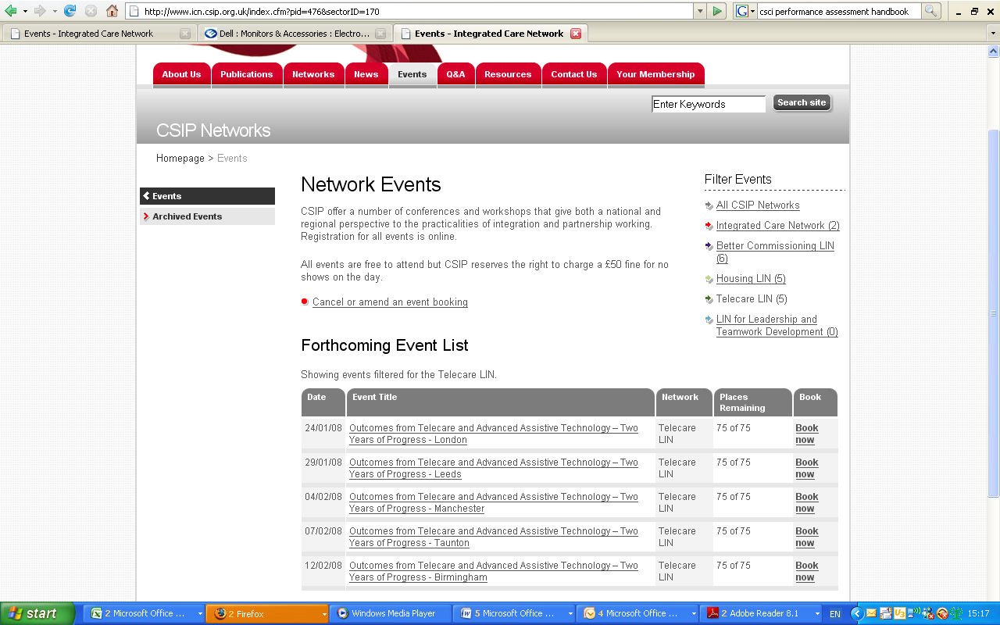 http://www.icn.csip.org.uk/index.cfm?pid=476&sectorID=170
csci performance assessment handbook
Events - Integrated Care Network
Dell : Monitors & Accessories : Electro...
Events - Integrated Care Network
About Us
Publications
Networks
News
Events
Q&A
Resources
Contact Us
Your Membership
Enter Keywords
Search site
CSIP Networks
Homepage > Events
Events
Archived Events
Network Events
CSIP offer a number of conferences and workshops that give both a national and
regional perspective to the practicalities of integration and partnership working.
Registration for all events is online.
All events are free to attend but CSIP reserves the right to charge a £50 fine for no
shows on the day.
Cancel or amend an event booking
Filter Events
All CSIP Networks
Integrated Care Network (2)
Better Commissioning LIN
(6)
Housing LIN (5)
Telecare LIN (5)
LIN for Leadership and
Teamwork Development (0)
Forthcoming Event List
Showing events filtered for the Telecare LIN.
Date Event Title Network Places Book
Remaining
24/01/08 Outcomes from Telecare and Advanced Assistive Technology – Two Telecare 75 of 75 Book
Years of Progress - London LIN now
29/01/08 Outcomes from Telecare and Advanced Assistive Technology – Two Telecare 75 of 75 Book
Years of Progress - Leeds LIN now
04/02/08 Outcomes from Telecare and Advanced Assistive Technology – Two Telecare 75 of 75 Book
Years of Progress - Manchester LIN now
07/02/08 Outcomes from Telecare and Advanced Assistive Technology – Two Telecare 75 of 75 Book
Years of Progress - Taunton LIN now
12/02/08 Outcomes from Telecare and Advanced Assistive Technology – Two Telecare 75 of 75 Book
Years of Progress - Birmingham LIN now
start
2 Microsoft Office ...
2 Firefox
Windows Media Player
5 Microsoft Office ...
4 Microsoft Office ...
2 Adobe Reader 8.1
EN
15:17